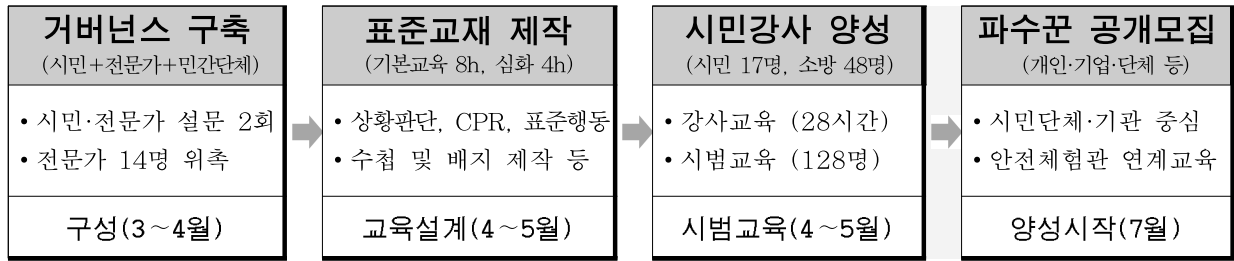 거버넌스 구축
(시민+전문가+민간단체)
• 시민·전문가 설문 2회
• 전문가 14명 위촉
구성(3~4월)
표준교재 제작
(기본교육 8h, 심화 4h)
• 상황판단, CPR, 표준행동
• 수첩 및 배지 제작 등
교육설계(4~5월)
시민강사 양성
(시민 17명, 소방 48명)
• 강사교육 (28시간)
• 시범교육 (128명)
시범교육(4~5월)
파수꾼 공개모집
(개인·기업·단체 등)
• 시민단체·기관 중심
• 안전체험관 연계교육
양성시작(7월)